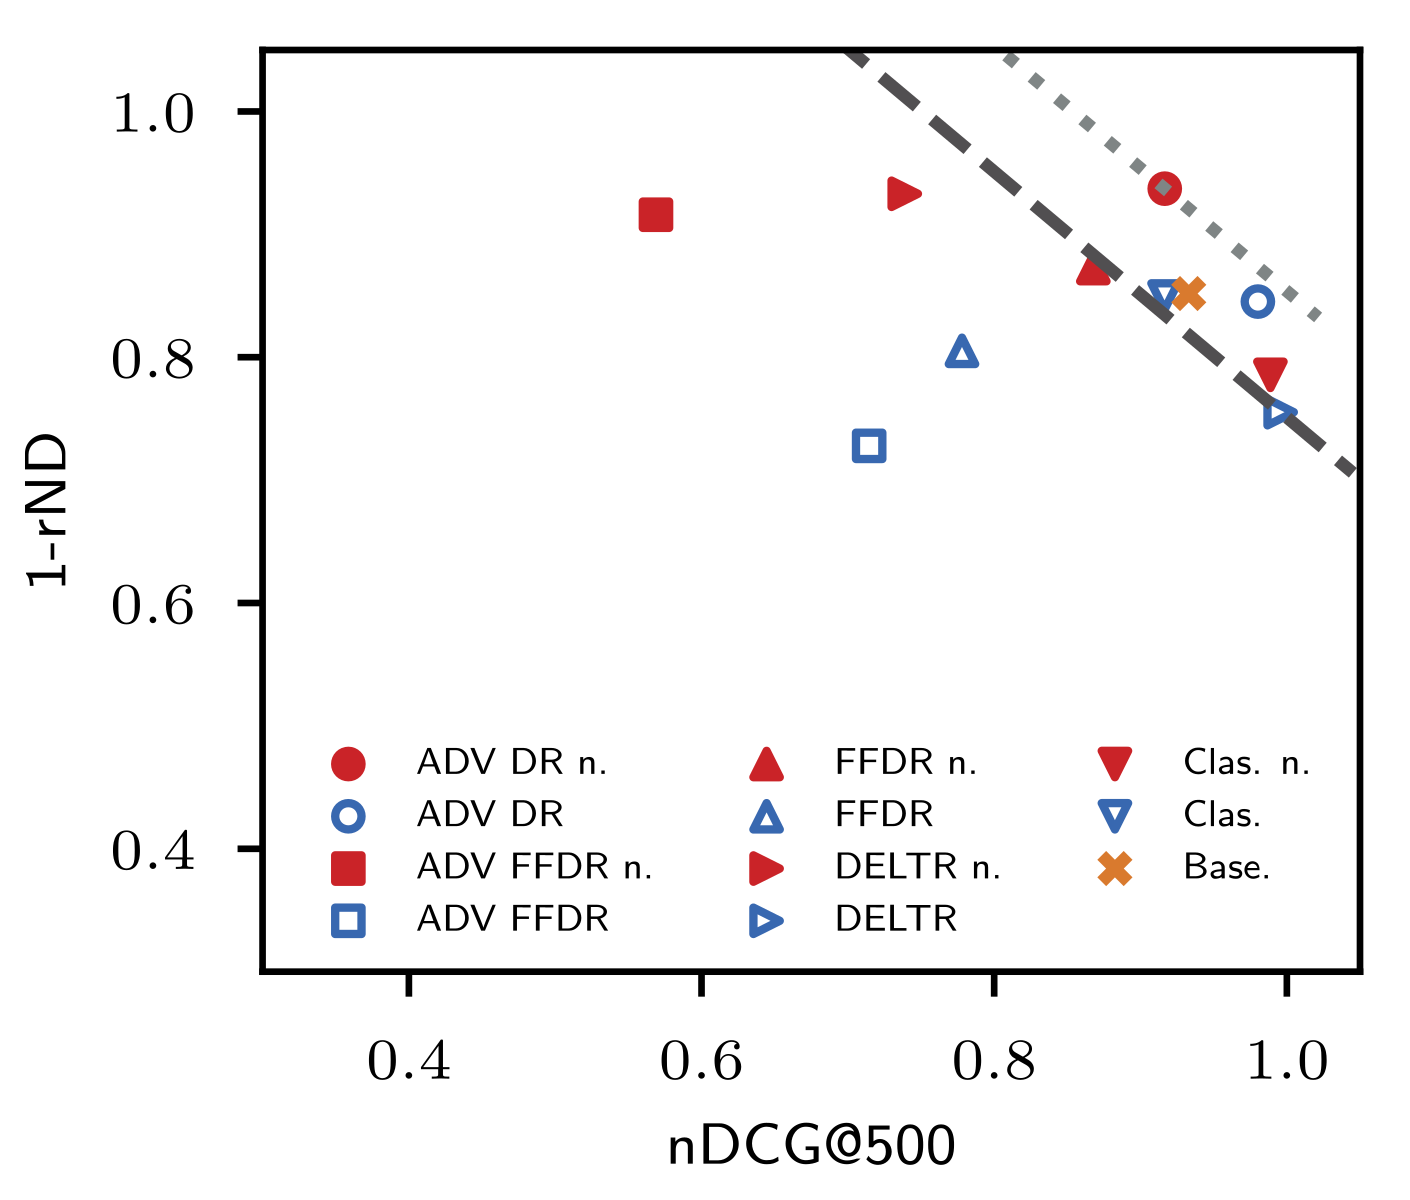 1.0
0.8
0.6
0.4
1-rND
ADV DR n.
ADV DR
ADV FFDR n.
ADV FFDR
FFDR n.
FFDR
DELTR n.
DELTR
Clas. n.
Clas.
Base.
0.4 0.6 0.8 1.0
nDCG@500